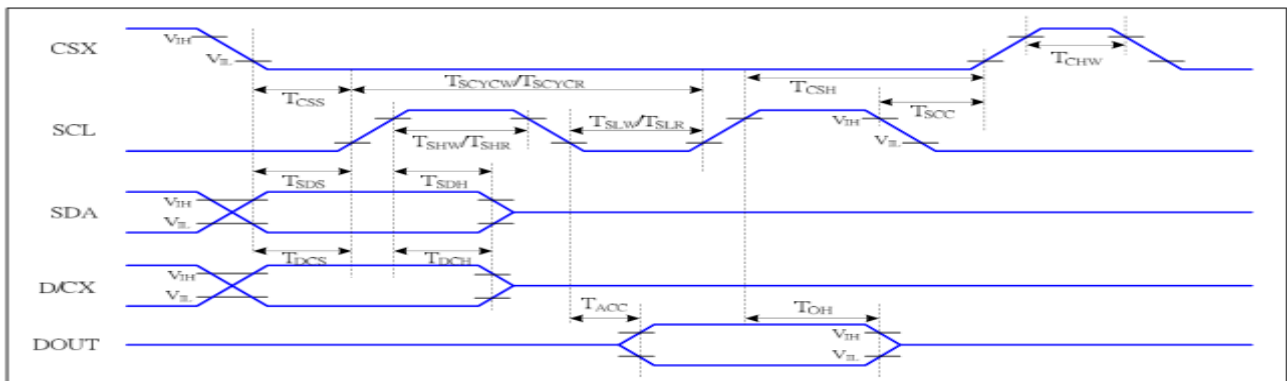 CSX
VIH
VIL
TCHW
TSCYCW/TSCYCR
TCSS
TCSH
TSCC
SCL
TSHW/TSHR
TSLW/TSLR
VIH
VIL
TSDS
TSDH
SDA
VIH
VIL
TDCS
TDCH
D/CX
VIH
VIL
TACC
TOH
DOUT
VIH
VIL